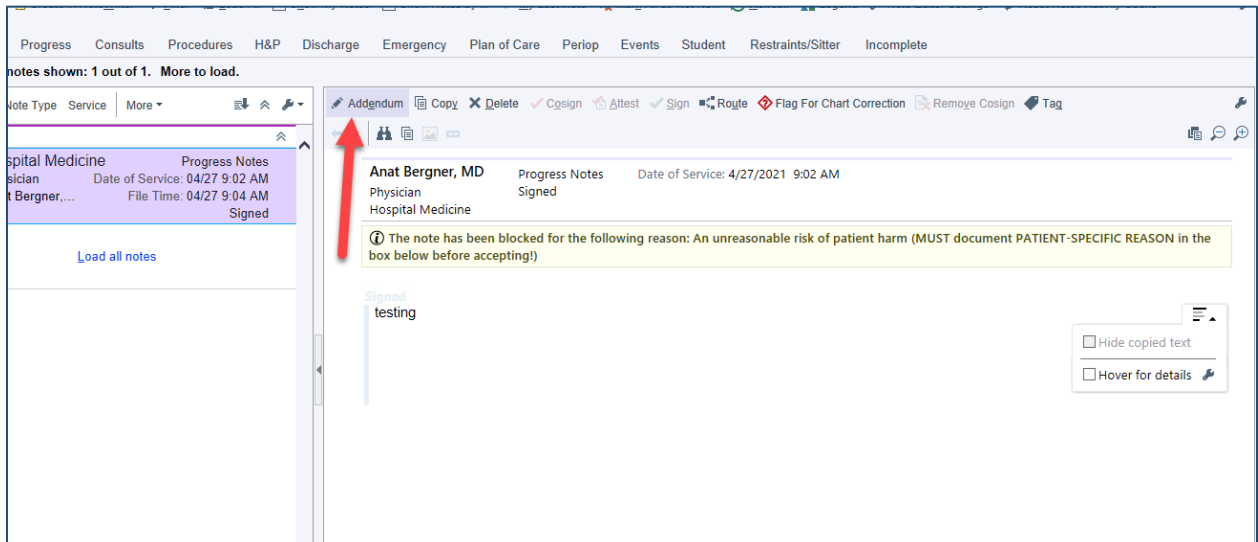 Progress Consults Procedures H&P Discharge Emergency Plan of Care Periop Events Student Restraints/Sitter Incomplete
notes shown: 1 out of 1. More to load.
Note Type Service More
Addendum Copy Delete Cosign Attest Sign Route Flag For Chart Correction Remove Cosign Tag
spital Medicine Progress Notes
sician Date of Service: 04/27 9:02 AM
t Bergner,... File Time: 04/27 9:04 AM
Signed
Load all notes
Anat Bergner, MD Progress Notes Date of Service: 4/27/2021 9:02 AM
Physician Signed
Hospital Medicine
The note has been blocked for the following reason: An unreasonable risk of patient harm (MUST document PATIENT-SPECIFIC REASON in the
box below before accepting!)
Signed
testing
Hide copied text
Hover for details